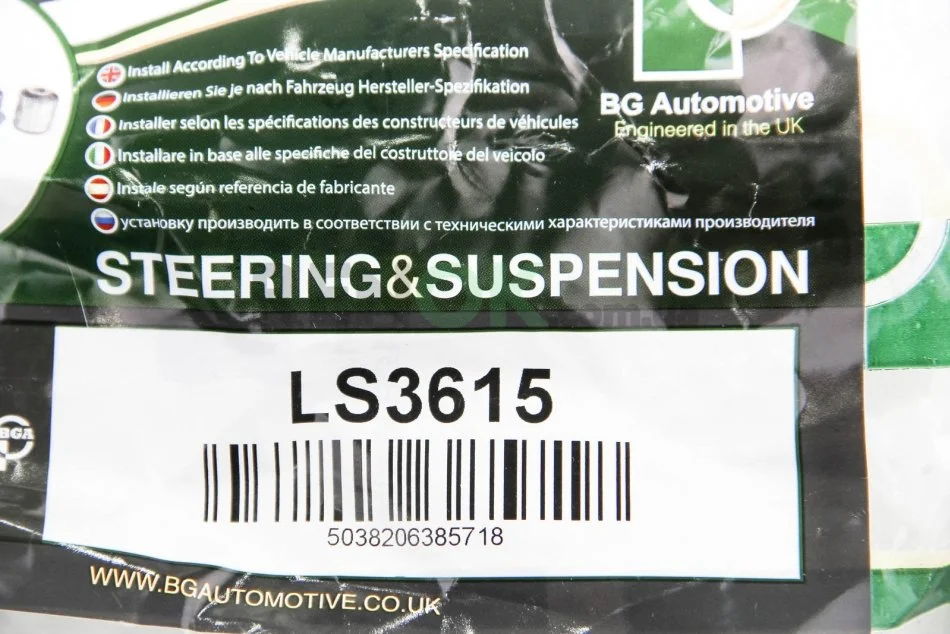 Install According To Vehicle Manufacturers Specification
Installieren Sie je nach Fahrzeug Hersteller-Spezifikation
Installer selon les spécifications des constructeurs de véhicules
Installare in base alle specifiche del costruttore del veicolo
Instale según referencia de fabricante
установку производить в соответствии с техническими характеристиками производителя
BG Automotive
Engineered in the UK
STEERING&SUSPENSION
LS3615
BGA
5038206385718
WWW.BGAUTOMOTIVE.CO.UK